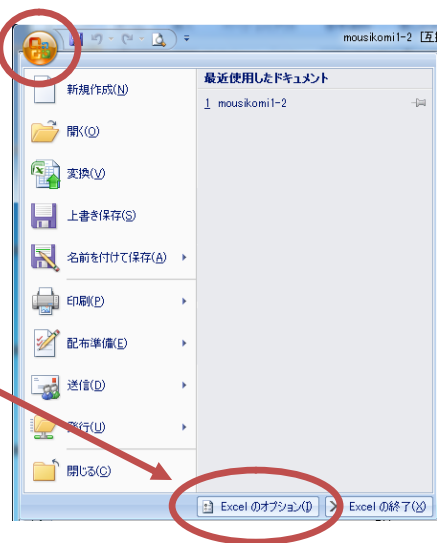 mousikomi1-2 [互
最近使用したドキュメント
1 mousikomi1-2
新規作成(N)
開く(O)
変換(V)
上書き保存(S)
名前を付けて保存(A)
印刷(P)
配布準備(E)
送信(D)
発行(U)
閉じる(C)
Excel のオプション(I)
Excel の終了(X)